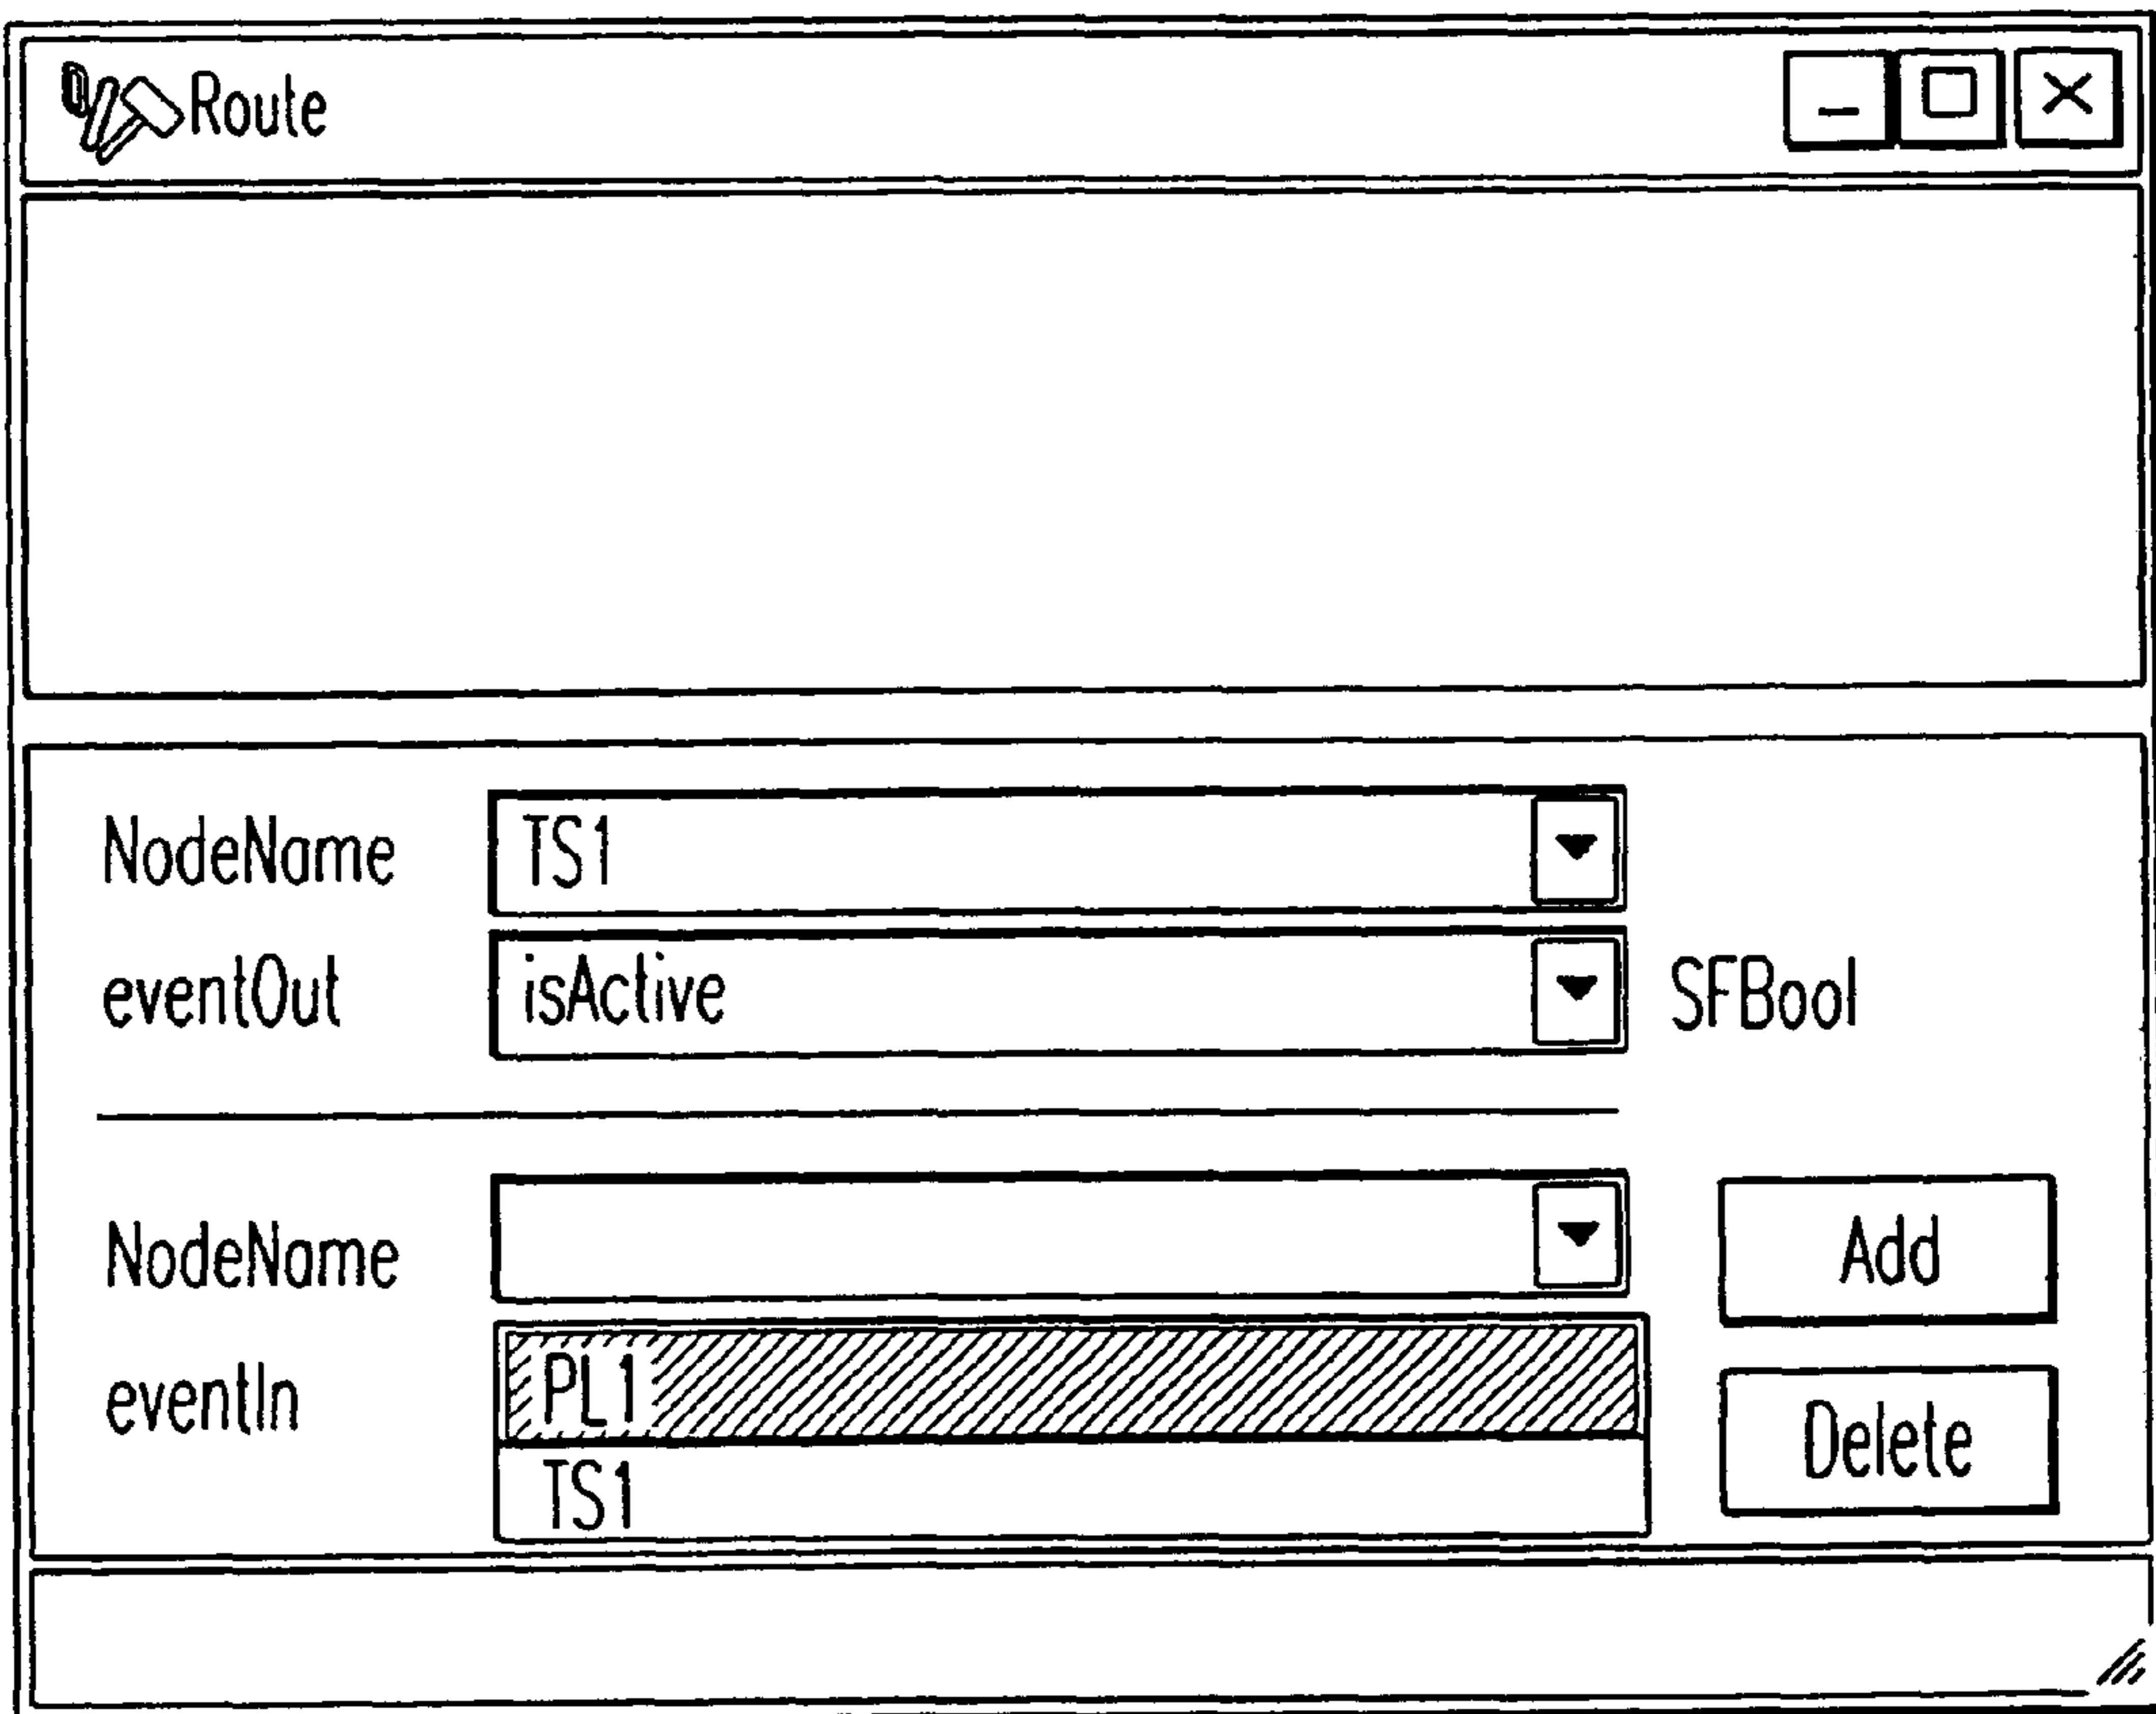 Route
NodeName TS1
eventOut isActive SFBool
NodeName Add
eventIn PL1 Delete
TS1